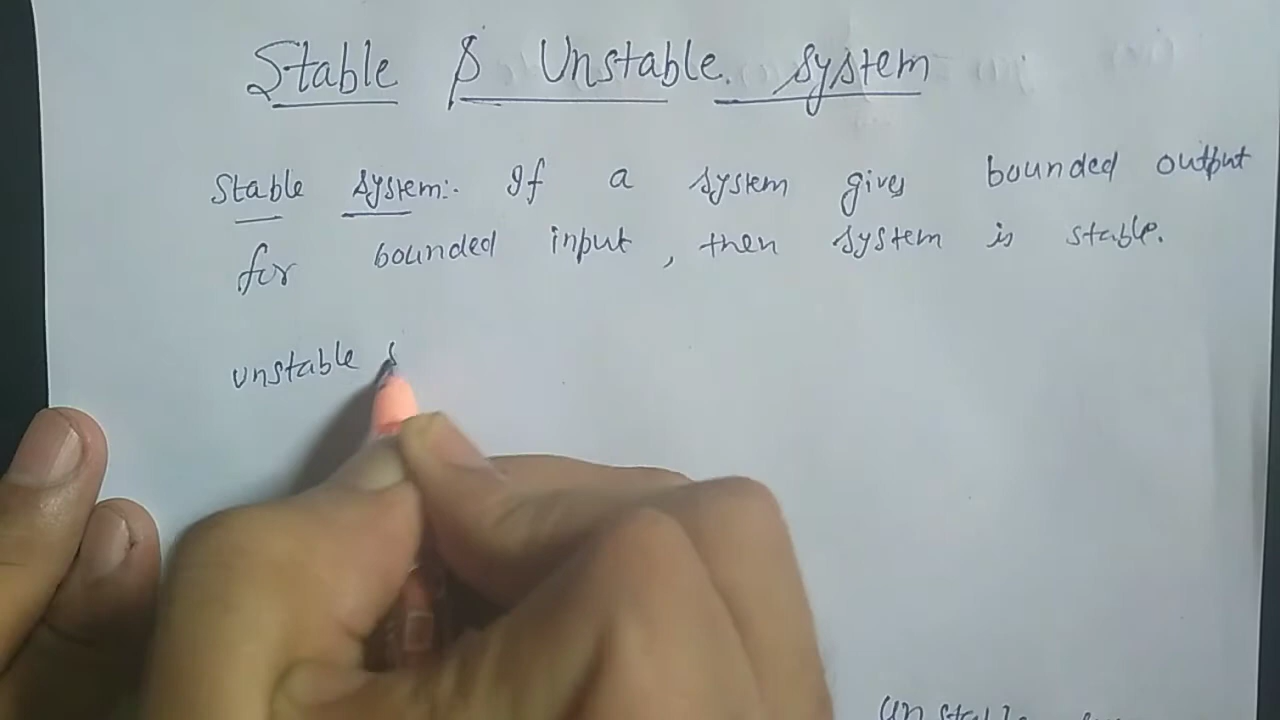 Stable & Unstable System
Stable System:- If a system gives bounded output
for bounded input, then system is stable.
unstable s